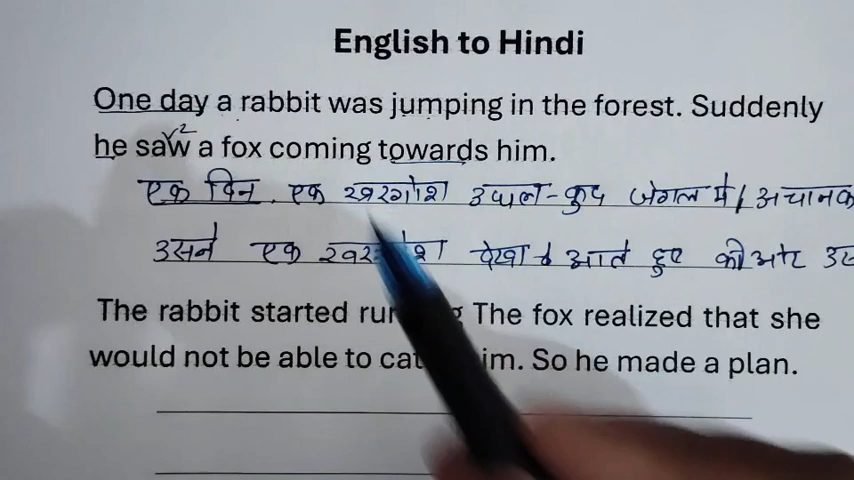 English to Hindi
One day a rabbit was jumping in the forest. Suddenly
he saw a fox coming towards him.
v2
एक दिन, एक खरगोश उछल-कुद जंगल में / अचानक
उसने एक देखा आते हुए की ओर
The rabbit started The fox realized that she
would not be able to So he made a plan.